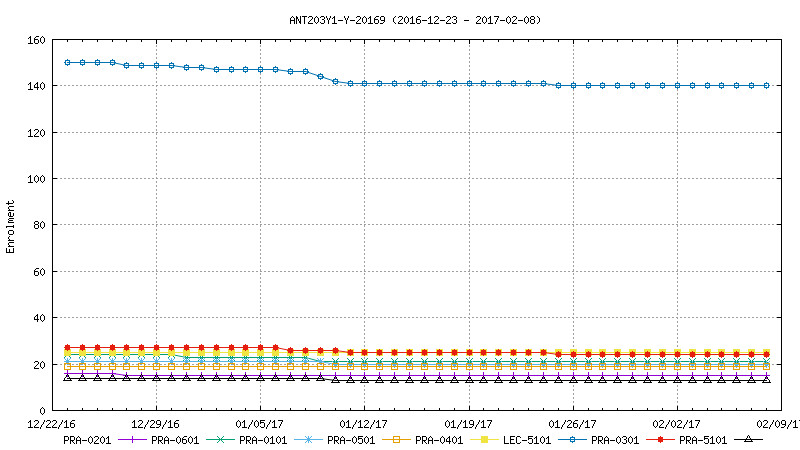 ANT203Y1-Y-20169 (2016-12-23 - 2017-02-08)
160
140
120
100
80
60
40
20
0
Enrolment
12/22/16 12/29/16 01/05/17 01/12/17 01/19/17 01/26/17 02/02/17 02/09/17
PRA-0201 PRA-0601 PRA-0101 PRA-0501 PRA-0401 LEC-5101 PRA-0301 PRA-5101